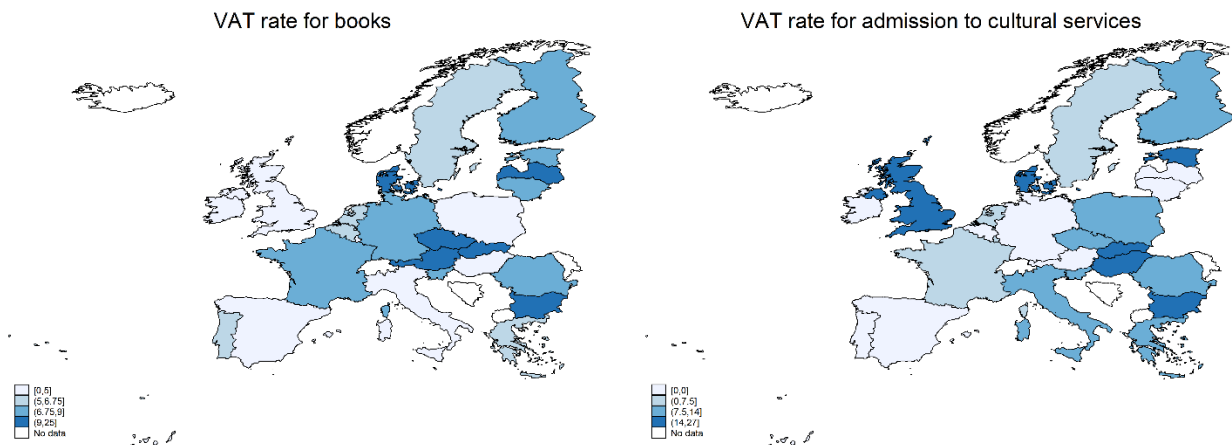 VAT rate for books
VAT rate for admission to cultural services
[0,5]
(5,6.75]
(6.75,9]
(9,25]
No data
[0,0]
(0,7.5]
(7.5,14]
(14,27]
No data